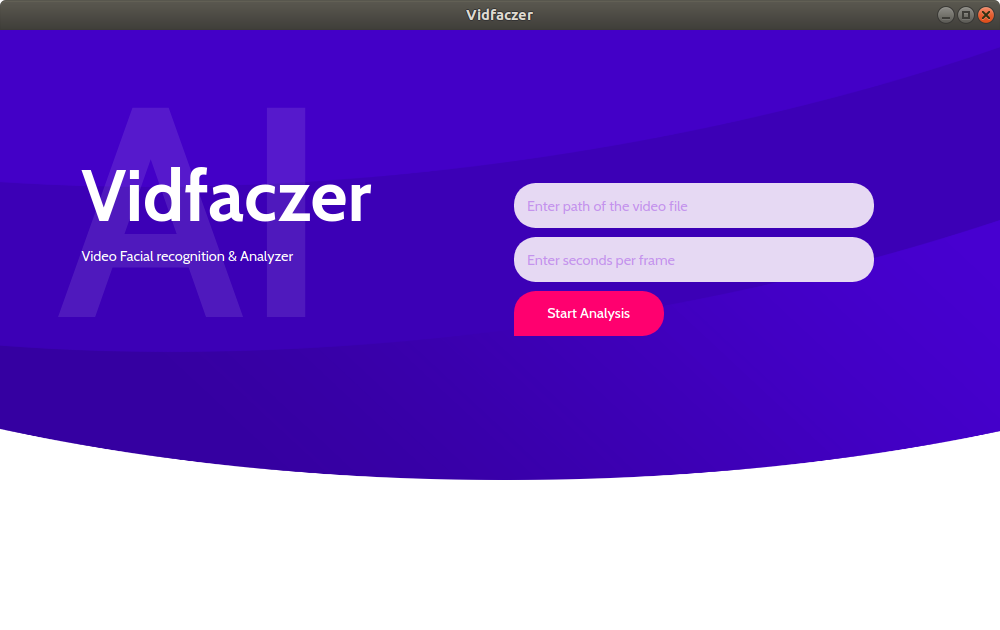 Vidfaczer
AI
Vidfaczer
Video Facial recognition & Analyzer
Enter path of the video file
Enter seconds per frame
Start Analysis